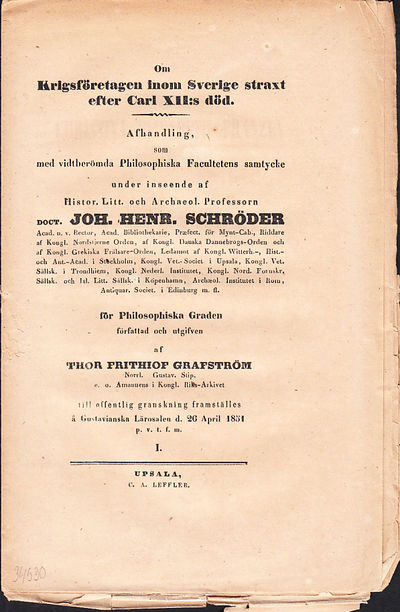 Om
Krigsföretagen inom Sverige straxt
efter Carl XII:s död.
Afhandling,
som
med vidtberömda Philosophiska Facultetens samtycke
under inseende af
Histor. Litt. och Archaeol. Professorn
DOCT. JOH. HENR. SCHRÖDER
Acad. n. v. Rector, Acad. Bibliothekarie, Præfect. för Mynt-Cab., Riddare
af Kongl. Nordstjerne Orden, af Kongl. Danska Dannebrogs-Orden och
af Kongl. Grekiska Frälsare-Orden, Ledamot af Kongl. Witterh.-, Hist.-
och Ant.-Acad. i Stockholm, Kongl. Vet.-Societ i Upsala, Kongl. Vet.
Sällsk. i Trondhiem, Kongl. Nederl. Institutet, Kongl. Nord. Fornskr.
Sällsk. och Isl. Litt. Sällsk. i Köpenhamn, Archæol. Institutet i Rom,
Antiquar. Societ. i Edinburg m. fl.
för Philosophiska Graden
författad och utgifven
af
THOR FRITHIOF GRAFSTRÖM
Norrl. Gustav. Stip.
e. o. Amanuens i Kongl. Riks-Arkivet
till offentlig granskning framställes
å Gustavianska Lärosalen d. 26 April 1851
p. v. t. f. m.
I.
UPSALA,
C. A. LEFFLER.
34630